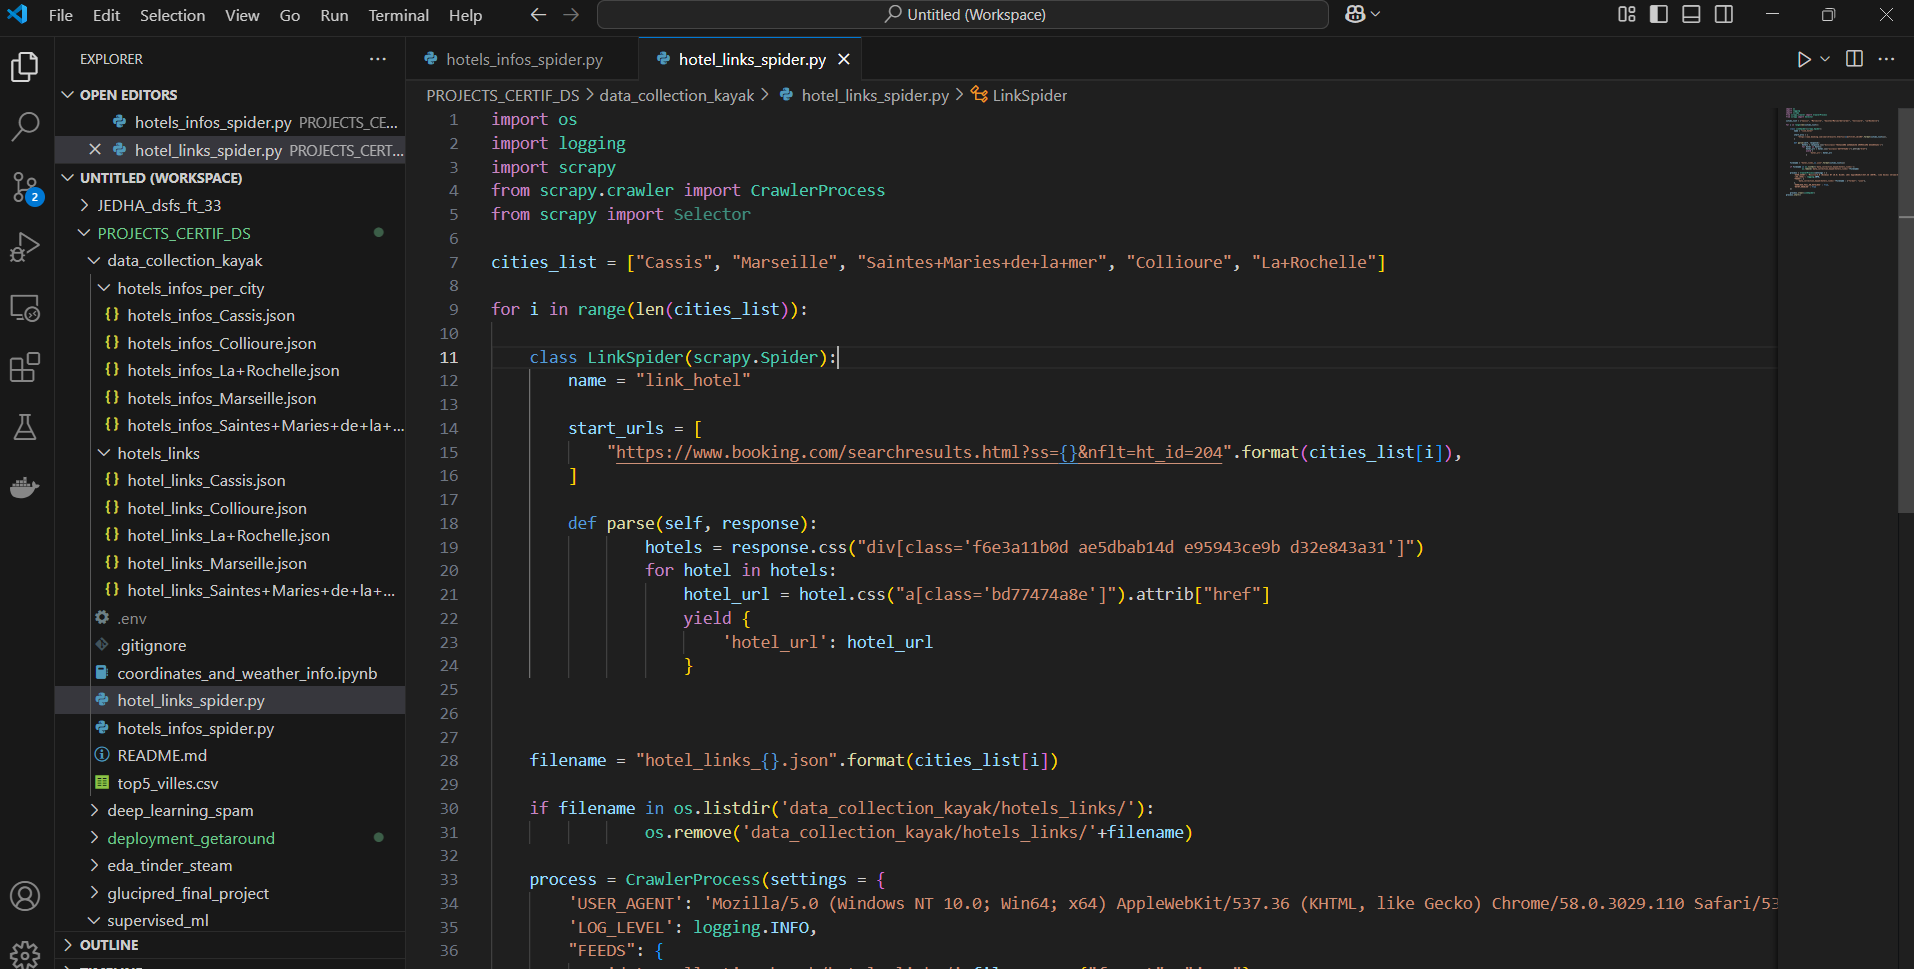 File Edit Selection View Go Run Terminal Help
Untitled (Workspace)
EXPLORER
OPEN EDITORS
hotels_infos_spider.py PROJECTS_CE...
hotel_links_spider.py PROJECTS_CERT...
UNTITLED (WORKSPACE)
JEDHA_dsfs_ft_33
PROJECTS_CERTIF_DS
data_collection_kayak
hotels_infos_per_city
{} hotels_infos_Cassis.json
{} hotels_infos_Collioure.json
{} hotels_infos_La+Rochelle.json
{} hotels_infos_Marseille.json
{} hotels_infos_Saintes+Maries+de+la+...
hotels_links
{} hotel_links_Cassis.json
{} hotel_links_Collioure.json
{} hotel_links_La+Rochelle.json
{} hotel_links_Marseille.json
{} hotel_links_Saintes+Maries+de+la+...
.env
.gitignore
coordinates_and_weather_info.ipynb
hotel_links_spider.py
hotels_infos_spider.py
README.md
top5_villes.csv
deep_learning_spam
deployment_getaround
eda_tinder_steam
glucipred_final_project
supervised_ml
OUTLINE
2
hotels_infos_spider.py
hotel_links_spider.py
PROJECTS_CERTIF_DS > data_collection_kayak > hotel_links_spider.py > LinkSpider
1 import os
2 import logging
3 import scrapy
4 from scrapy.crawler import CrawlerProcess
5 from scrapy import Selector
6
7 cities_list = ["Cassis", "Marseille", "Saintes+Maries+de+la+mer", "Collioure", "La+Rochelle"]
8
9 for i in range(len(cities_list)):
10
11 class LinkSpider(scrapy.Spider):
12 name = "link_hotel"
13
14 start_urls = [
15 "https://www.booking.com/searchresults.html?ss={}&nflt=ht_id=204".format(cities_list[i]),
16 ]
17
18 def parse(self, response):
19 hotels = response.css("div[class='f6e3a11b0d ae5dbab14d e95943ce9b d32e843a31']")
20 for hotel in hotels:
21 hotel_url = hotel.css("a[class='bd77474a8e']").attrib["href"]
22 yield {
23 'hotel_url': hotel_url
24 }
25
26
27
28 filename = "hotel_links_{}.json".format(cities_list[i])
29
30 if filename in os.listdir('data_collection_kayak/hotels_links/'):
31 os.remove('data_collection_kayak/hotels_links/'+filename)
32
33 process = CrawlerProcess(settings = {
34 'USER_AGENT': 'Mozilla/5.0 (Windows NT 10.0; Win64; x64) AppleWebKit/537.36 (KHTML, like Gecko) Chrome/58.0.3029.110 Safari/53
35 'LOG_LEVEL': logging.INFO,
36 "FEEDS": {